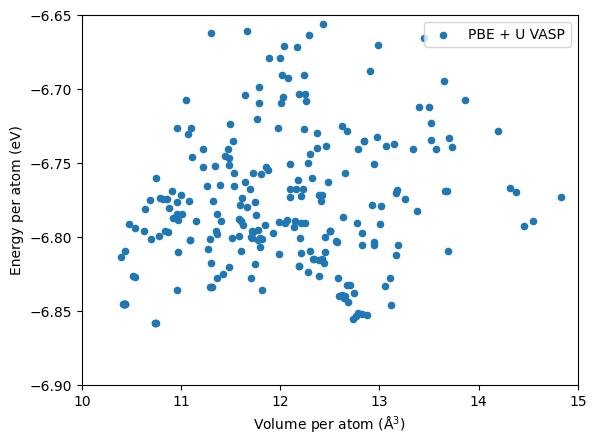 PBE + U VASP
Energy per atom (eV)
−6.65
−6.70
−6.75
−6.80
−6.85
−6.90
10 11 12 13 14 15
Volume per atom (Å³)